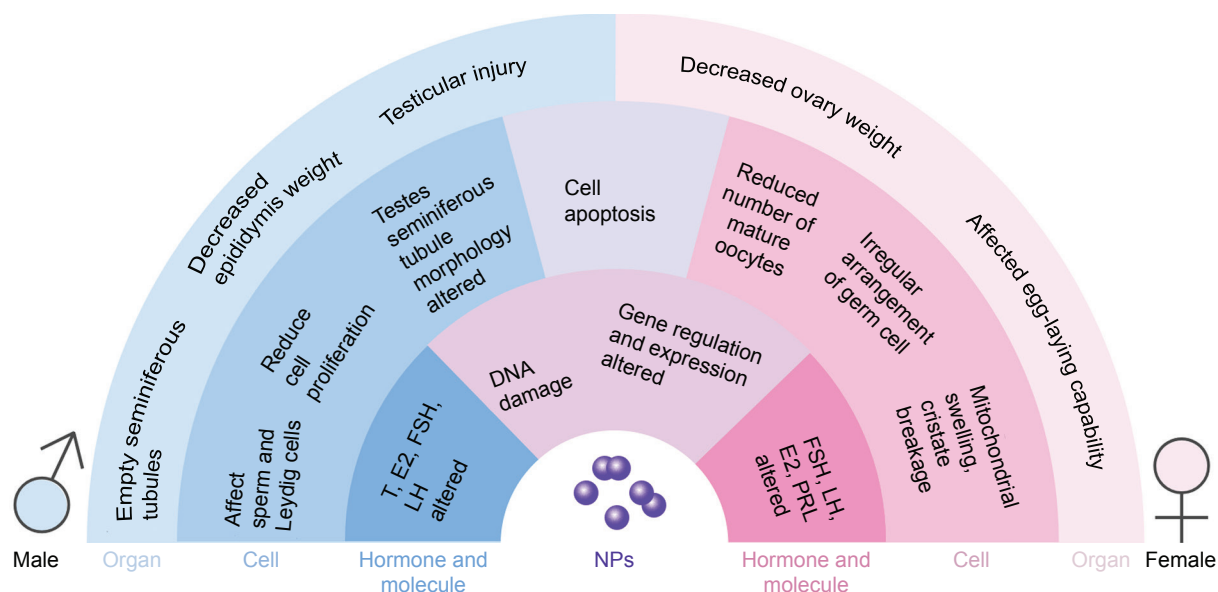 Testicular injury
Decreased
epididymis weight
Empty seminiferous
tubules
Decreased ovary weight
Affected egg-laying capability
Testes
seminiferous
tubule
morphology
altered
Reduce
cell
proliferation
Affect
sperm and
Leydig cells
Cell
apoptosis
Reduced
number of
mature
oocytes
Irregular
arrangement
of germ cell
Mitochondrial
swelling,
cristate
breakage
T, E2, FSH,
LH
altered
DNA
damage
Gene regulation
and expression
altered
FSH, LH,
E2, PRL
altered
Male
Organ
Cell
Hormone and
molecule
NPs
Hormone and
molecule
Cell
Organ
Female